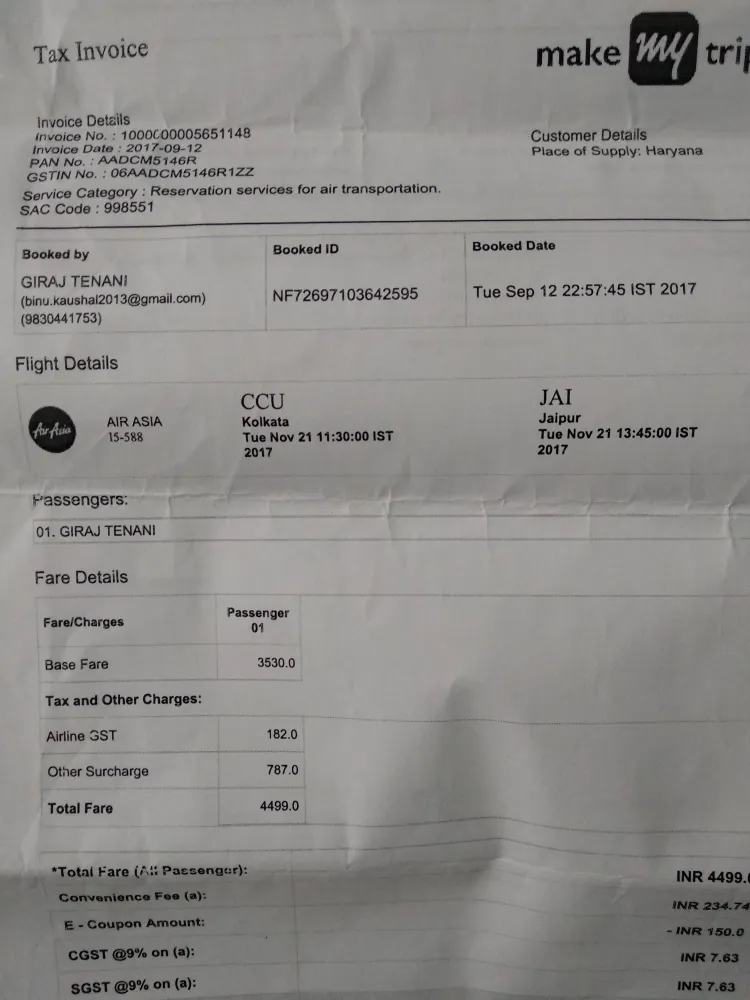 Tax Invoice
make my trip
Invoice Details
Invoice No. : 1000000005651148
Invoice Date : 2017-09-12
PAN No. : AADCM5146R
GSTIN No. : 06AADCM5146R1ZZ
Service Category : Reservation services for air transportation.
SAC Code : 998551
Customer Details
Place of Supply: Haryana
Booked by
Booked ID
Booked Date
GIRAJ TENANI
(binu.kaushal2013@gmail.com)
(9830441753)
NF72697103642595
Tue Sep 12 22:57:45 IST 2017
Flight Details
Air Asia
AIR ASIA
15-588
CCU
Kolkata
Tue Nov 21 11:30:00 IST
2017
JAI
Jaipur
Tue Nov 21 13:45:00 IST
2017
Passengers:
01. GIRAJ TENANI
Fare Details
Fare/Charges Passenger
01
Base Fare 3530.0
Tax and Other Charges:
Airline GST 182.0
Other Surcharge 787.0
Total Fare 4499.0
*Total Fare (All Passenger): INR 4499.0
Convenience Fee (a): INR 234.74
E - Coupon Amount: - INR 150.0
CGST @9% on (a): INR 7.63
SGST @9% on (a): INR 7.63